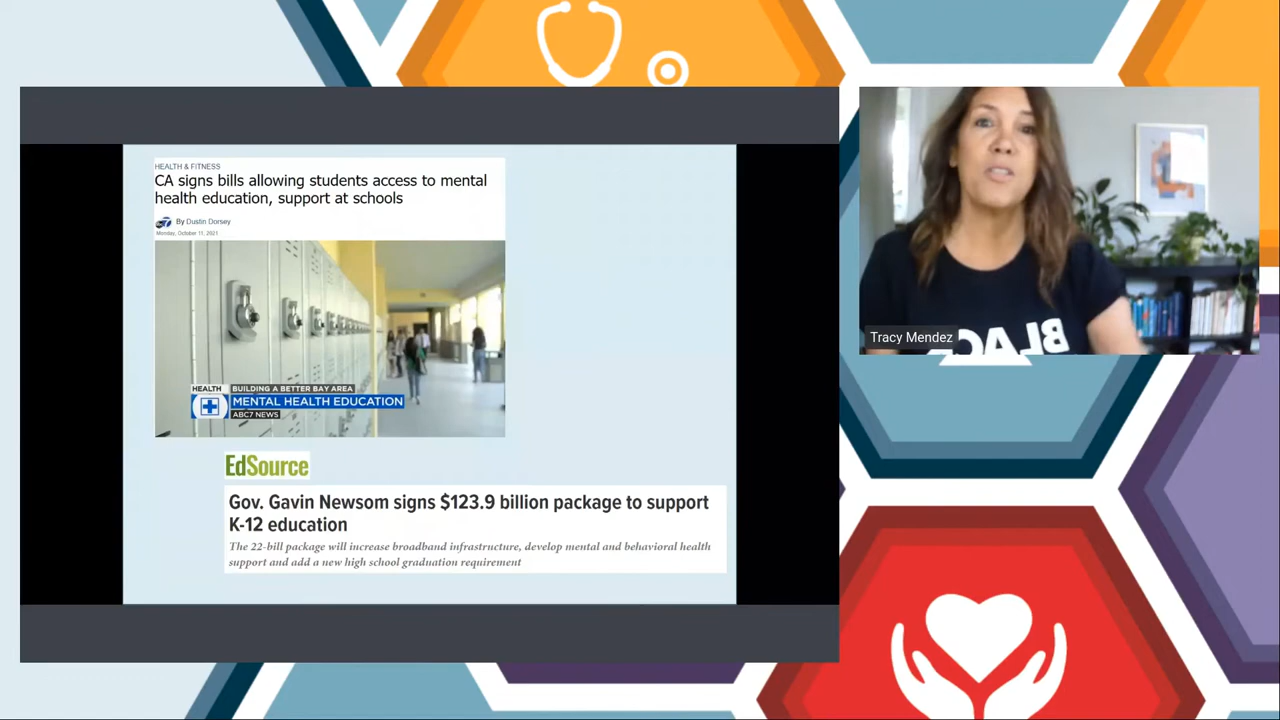 HEALTH & FITNESS
CA signs bills allowing students access to mental
health education, support at schools
abc7 By Dustin Dorsey
Monday, October 11, 2021
HEALTH
BUILDING A BETTER BAY AREA
MENTAL HEALTH EDUCATION
ABC7 NEWS
EdSource
Gov. Gavin Newsom signs $123.9 billion package to support
K-12 education
The 22-bill package will increase broadband infrastructure, develop mental and behavioral health
support and add a new high school graduation requirement
Tracy Mendez
BLAC